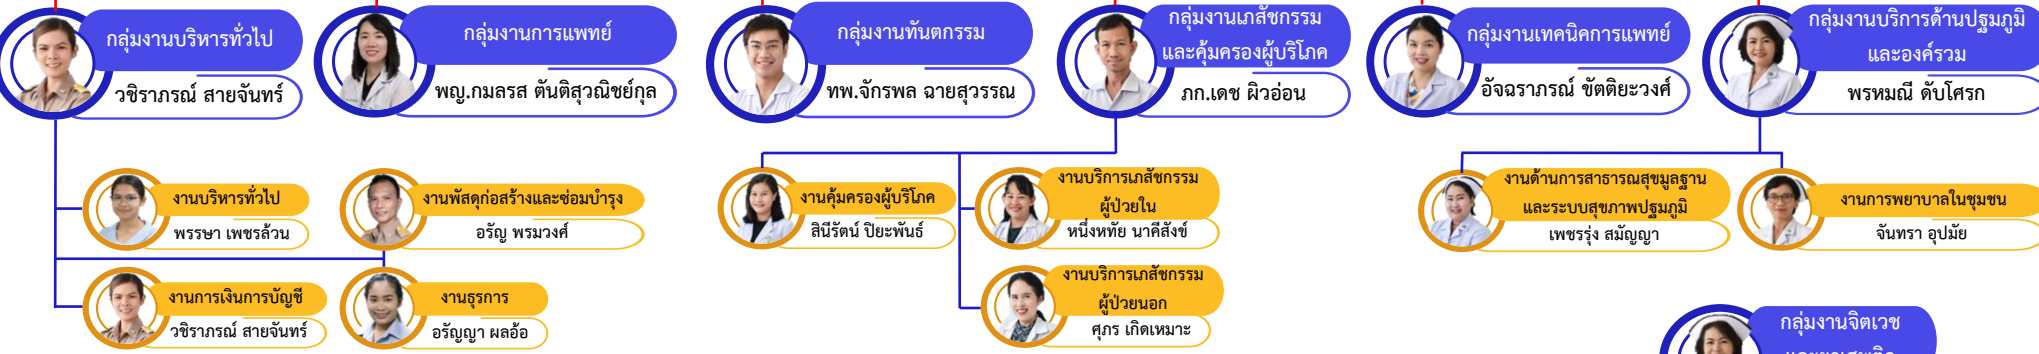 กลุ่มงานบริหารทั่วไป
วชิราภรณ์ สายจันทร์
กลุ่มงานการแพทย์
พญ.กมลรส ตันติสุวณิชย์กุล
กลุ่มงานทันตกรรม
ทพ.จักรพล ฉายสุวรรณ
กลุ่มงานเภสัชกรรม
และคุ้มครองผู้บริโภค
ภก.เดช ผิวอ่อน
กลุ่มงานเทคนิคการแพทย์
อัจฉราภรณ์ ขัตติยะวงศ์
กลุ่มงานบริการด้านปฐมภูมิ
และองค์รวม
พรหมณี ดับโศรก
งานบริหารทั่วไป
พรรษา เพชรล้วน
งานพัสดุก่อสร้างและซ่อมบำรุง
อรัญ พรมวงศ์
งานคุ้มครองผู้บริโภค
สินีรัตน์ ปิยะพันธ์
งานบริการเภสัชกรรม
ผู้ป่วยใน
หนึ่งหทัย นาคีสังข์
งานด้านการสาธารณสุขมูลฐาน
และระบบสุขภาพปฐมภูมิ
เพชรรุ่ง สมัญญา
งานการพยาบาลในชุมชน
จันทรา อุปมัย
งานการเงินการบัญชี
วชิราภรณ์ สายจันทร์
งานธุรการ
อรัญญา ผลอ้อ
งานบริการเภสัชกรรม
ผู้ป่วยนอก
ศุภร เกิดเหมาะ
กลุ่มงานจิตเวช
และยาเสพติด